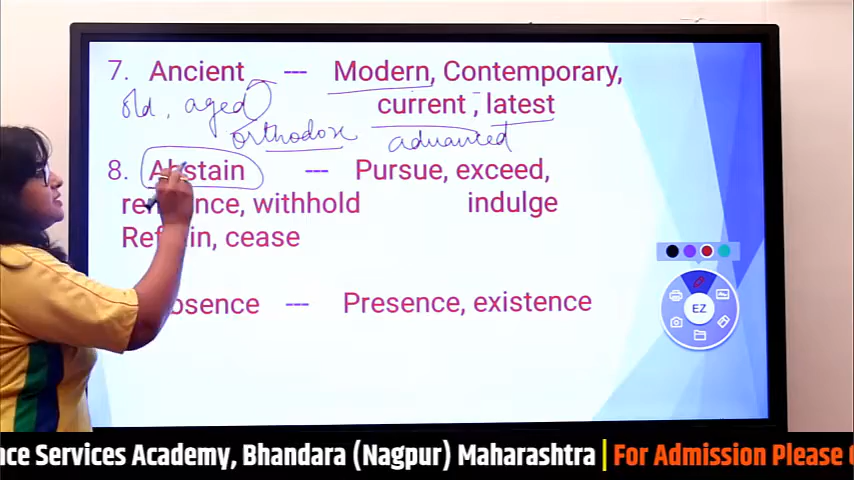 7. Ancient --- Modern, Contemporary,
old, aged current, latest
orthodox advanced
8. Abstain --- Pursue, exceed,
withhold indulge
cease
--- Presence, existence
EZ
Services Academy, Bhandara (Nagpur) Maharashtra | For Admission Please